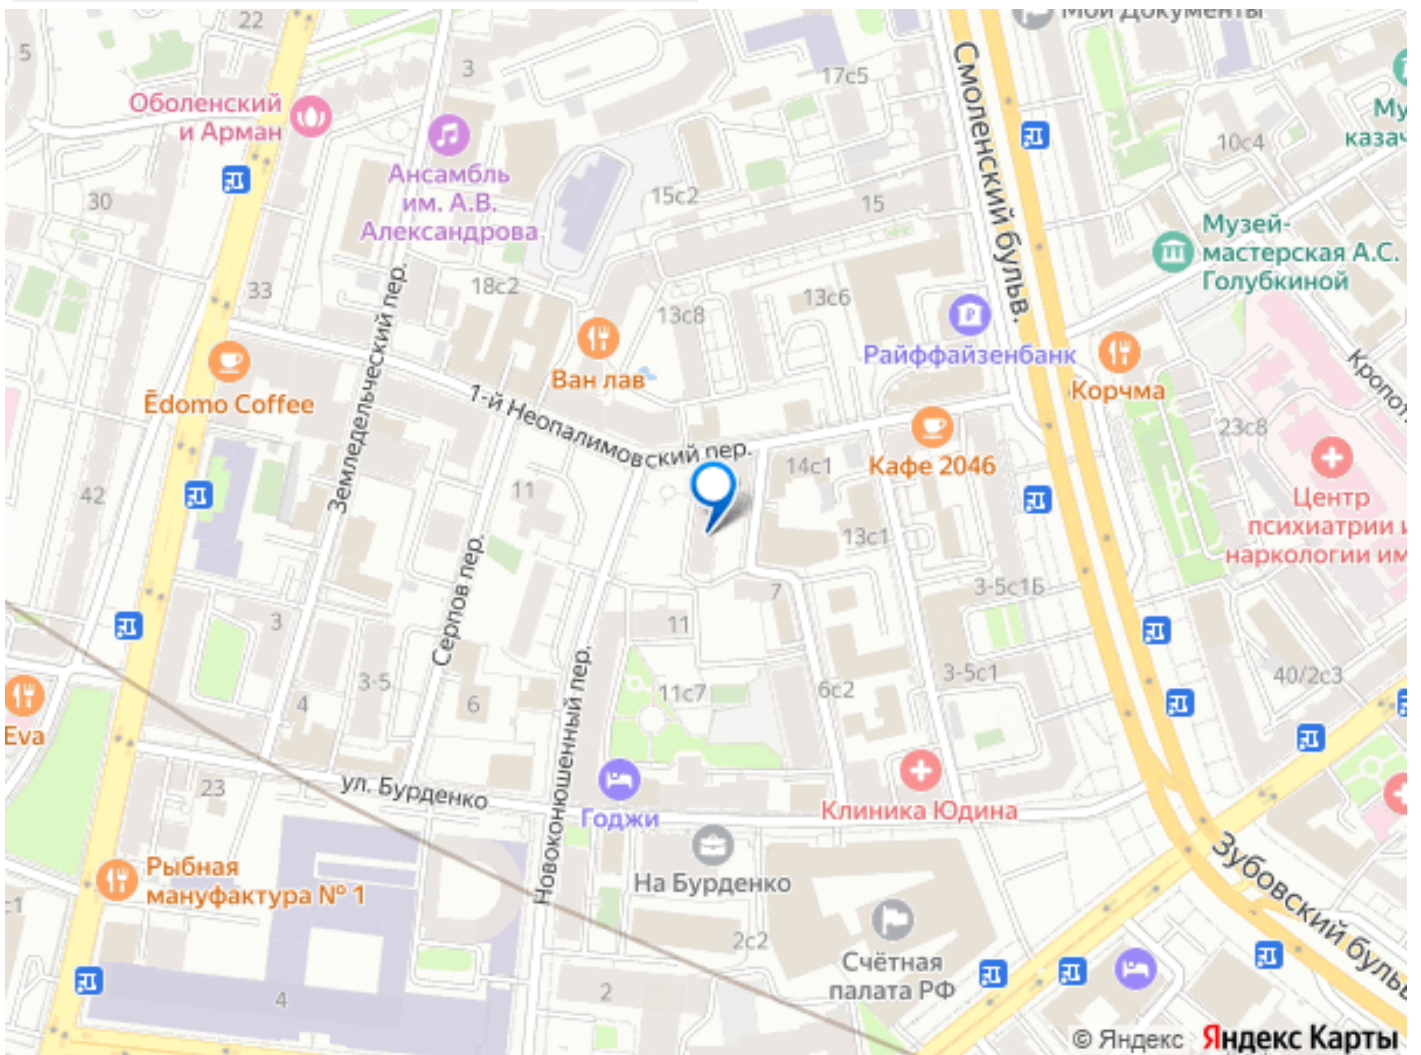 22
Мои Документы
5
3
17с5
Оболенский
и Арман
Смоленский бульв.
казач
10с4
Ансамбль
им. А.В.
Александрова
30
15с2
15
Музей-
мастерская А.С.
Голубкиной
33
18с2
13с8
13с6
Райффайзенбанк
Ван лав
Ēdomo Coffee
Земледельческий пер.
1-й Неопалимовский пер.
Корчма
23с8
Кафе 2046
14с1
42
11
13с1
Центр
психиатрии и
наркологии им
Серпов пер.
3-5с1Б
7
3
11
3-5
3-5с1
40/2с3
4
6
11с7
6с2
Eva
Новоконюшенный пер.
23
ул. Бурденко
Годжи
Клиника Юдина
Рыбная
мануфактура № 1
На Бурденко
Зубовский буль
2с2
Счётная
палата РФ
4
2
© Яндекс Яндекс Карты